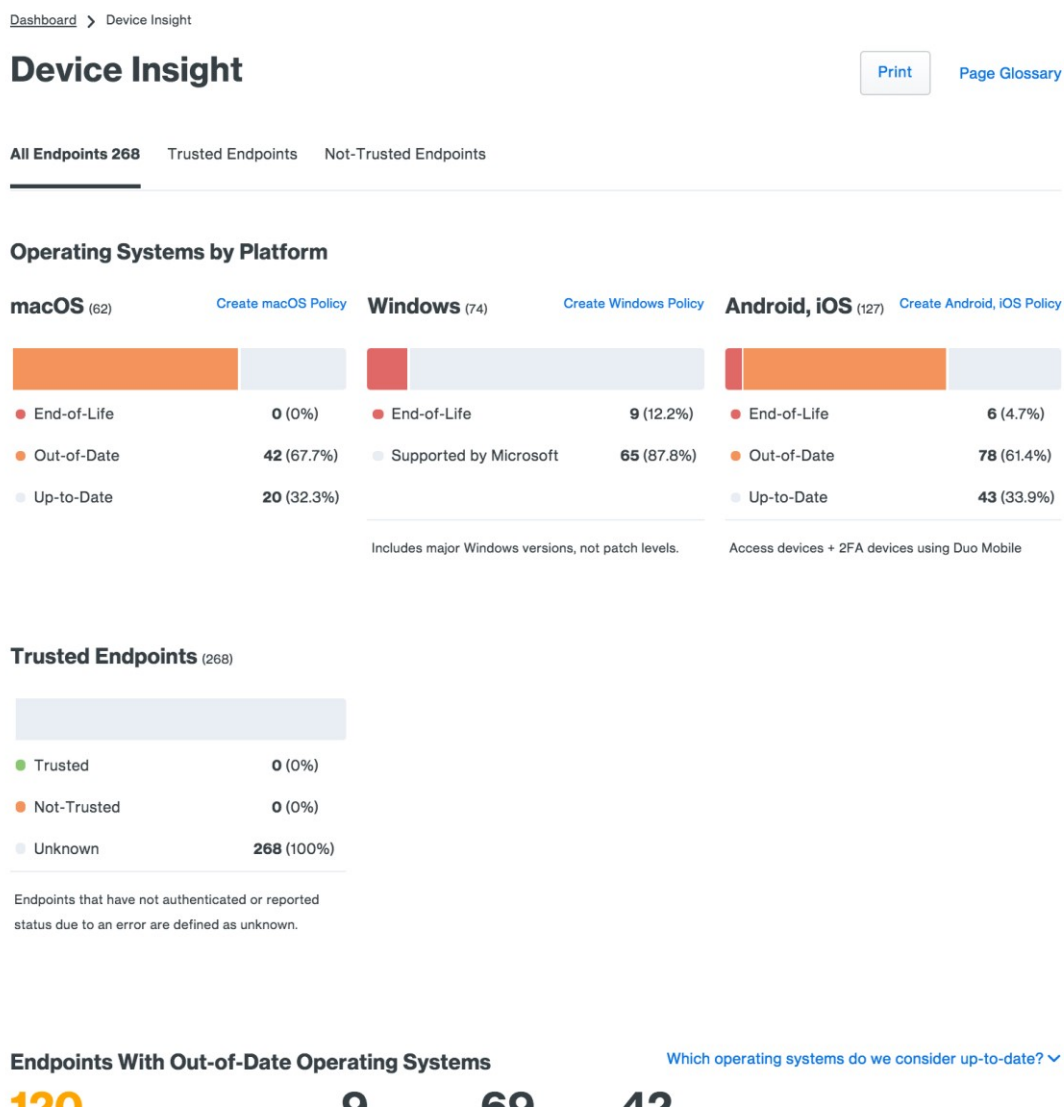 Dashboard > Device Insight
Device Insight
Print Page Glossary
All Endpoints 268 Trusted Endpoints Not-Trusted Endpoints
Operating Systems by Platform
macOS (62) Create macOS Policy
End-of-Life 0 (0%)
Out-of-Date 42 (67.7%)
Up-to-Date 20 (32.3%)
Windows (74) Create Windows Policy
End-of-Life 9 (12.2%)
Supported by Microsoft 65 (87.8%)
Includes major Windows versions, not patch levels.
Android, iOS (127) Create Android, iOS Policy
End-of-Life 6 (4.7%)
Out-of-Date 78 (61.4%)
Up-to-Date 43 (33.9%)
Access devices + 2FA devices using Duo Mobile
Trusted Endpoints (268)
Trusted 0 (0%)
Not-Trusted 0 (0%)
Unknown 268 (100%)
Endpoints that have not authenticated or reported
status due to an error are defined as unknown.
Endpoints With Out-of-Date Operating Systems Which operating systems do we consider up-to-date?